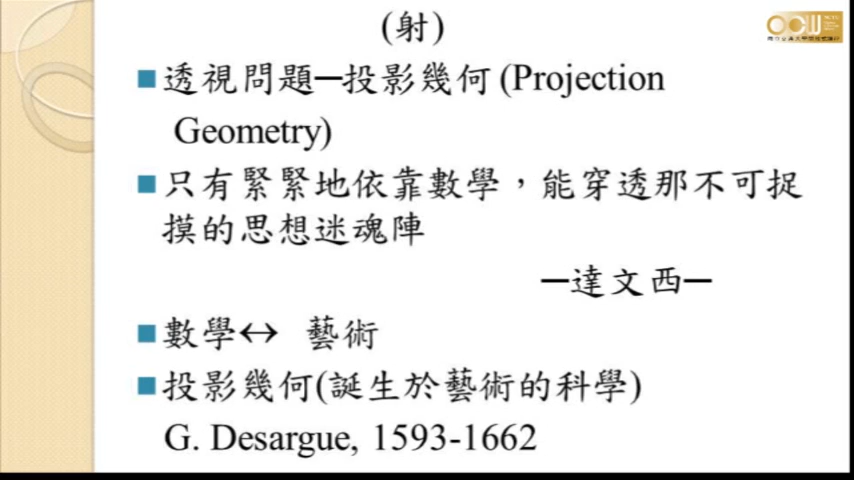 OCW
(射)
透視問題─投影幾何 (Projection
Geometry)
只有緊緊地依靠數學，能穿透那不可捉
摸的思想迷魂陣
─達文西─
數學↔ 藝術
投影幾何(誕生於藝術的科學)
G. Desargue, 1593-1662